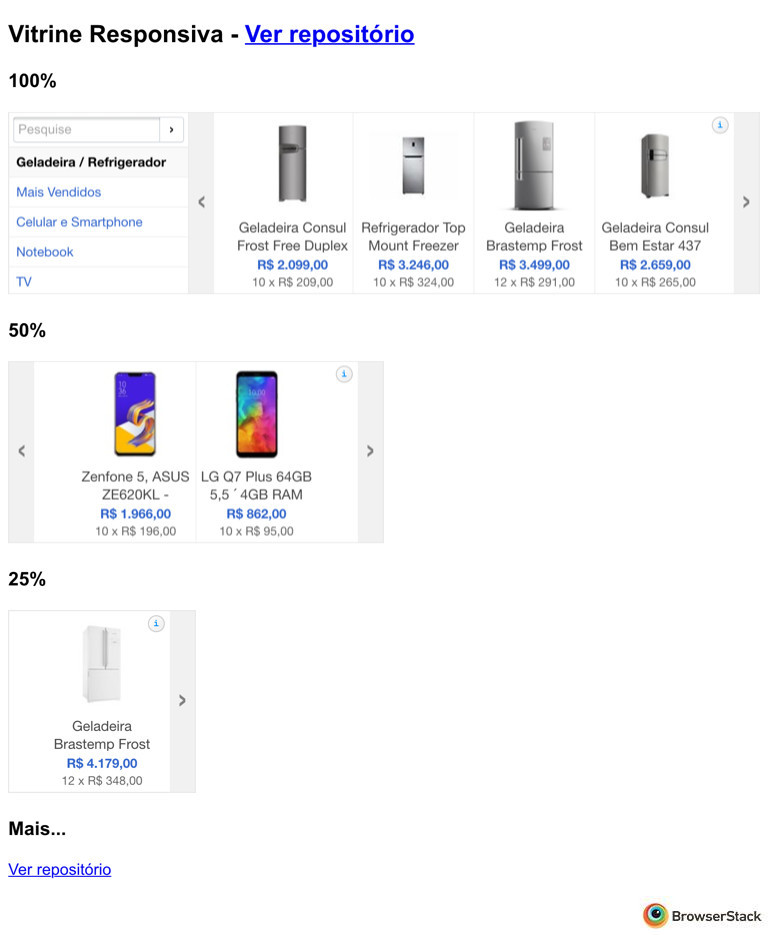 Vitrine Responsiva - Ver repositório
100%
Pesquise
Geladeira / Refrigerador
Mais Vendidos
Celular e Smartphone
Notebook
TV
Geladeira Consul
Frost Free Duplex
R$ 2.099,00
10 x R$ 209,00
Refrigerador Top
Mount Freezer
R$ 3.246,00
10 x R$ 324,00
Geladeira
Brastemp Frost
R$ 3.499,00
12 x R$ 291,00
Geladeira Consul
Bem Estar 437
R$ 2.659,00
10 x R$ 265,00
50%
Zenfone 5, ASUS
ZE620KL -
R$ 1.966,00
10 x R$ 196,00
LG Q7 Plus 64GB
5,5 ´ 4GB RAM
R$ 862,00
10 x R$ 95,00
25%
Geladeira
Brastemp Frost
R$ 4.179,00
12 x R$ 348,00
Mais...
Ver repositório
BrowserStack